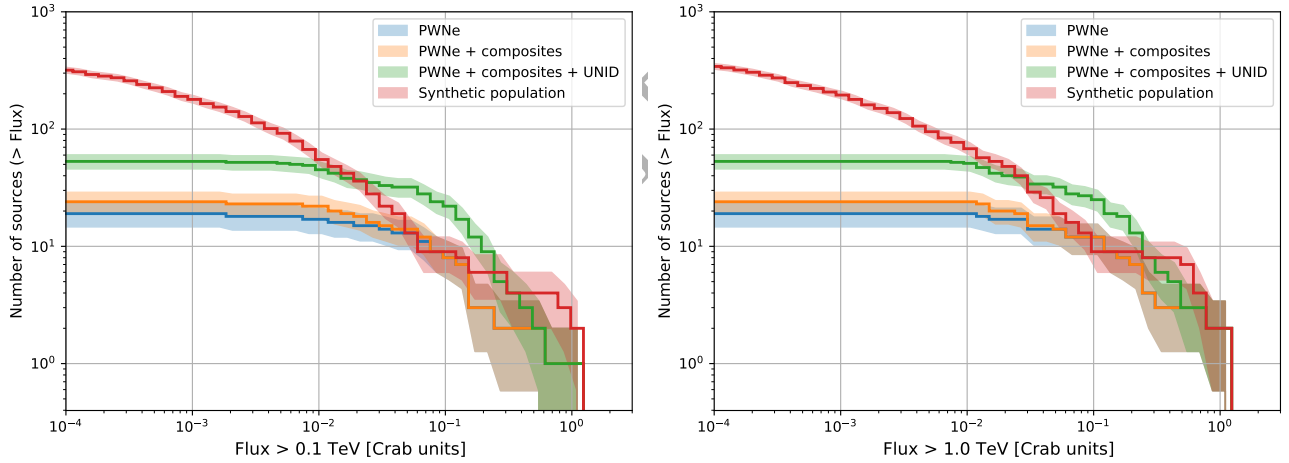 10³
10²
10¹
10⁰
Number of sources (> Flux)
PWNe
PWNe + composites
PWNe + composites + UNID
Synthetic population
10⁻⁴ 10⁻³ 10⁻² 10⁻¹ 10⁰
Flux > 0.1 TeV [Crab units]
10³
10²
10¹
10⁰
Number of sources (> Flux)
PWNe
PWNe + composites
PWNe + composites + UNID
Synthetic population
10⁻⁴ 10⁻³ 10⁻² 10⁻¹ 10⁰
Flux > 1.0 TeV [Crab units]